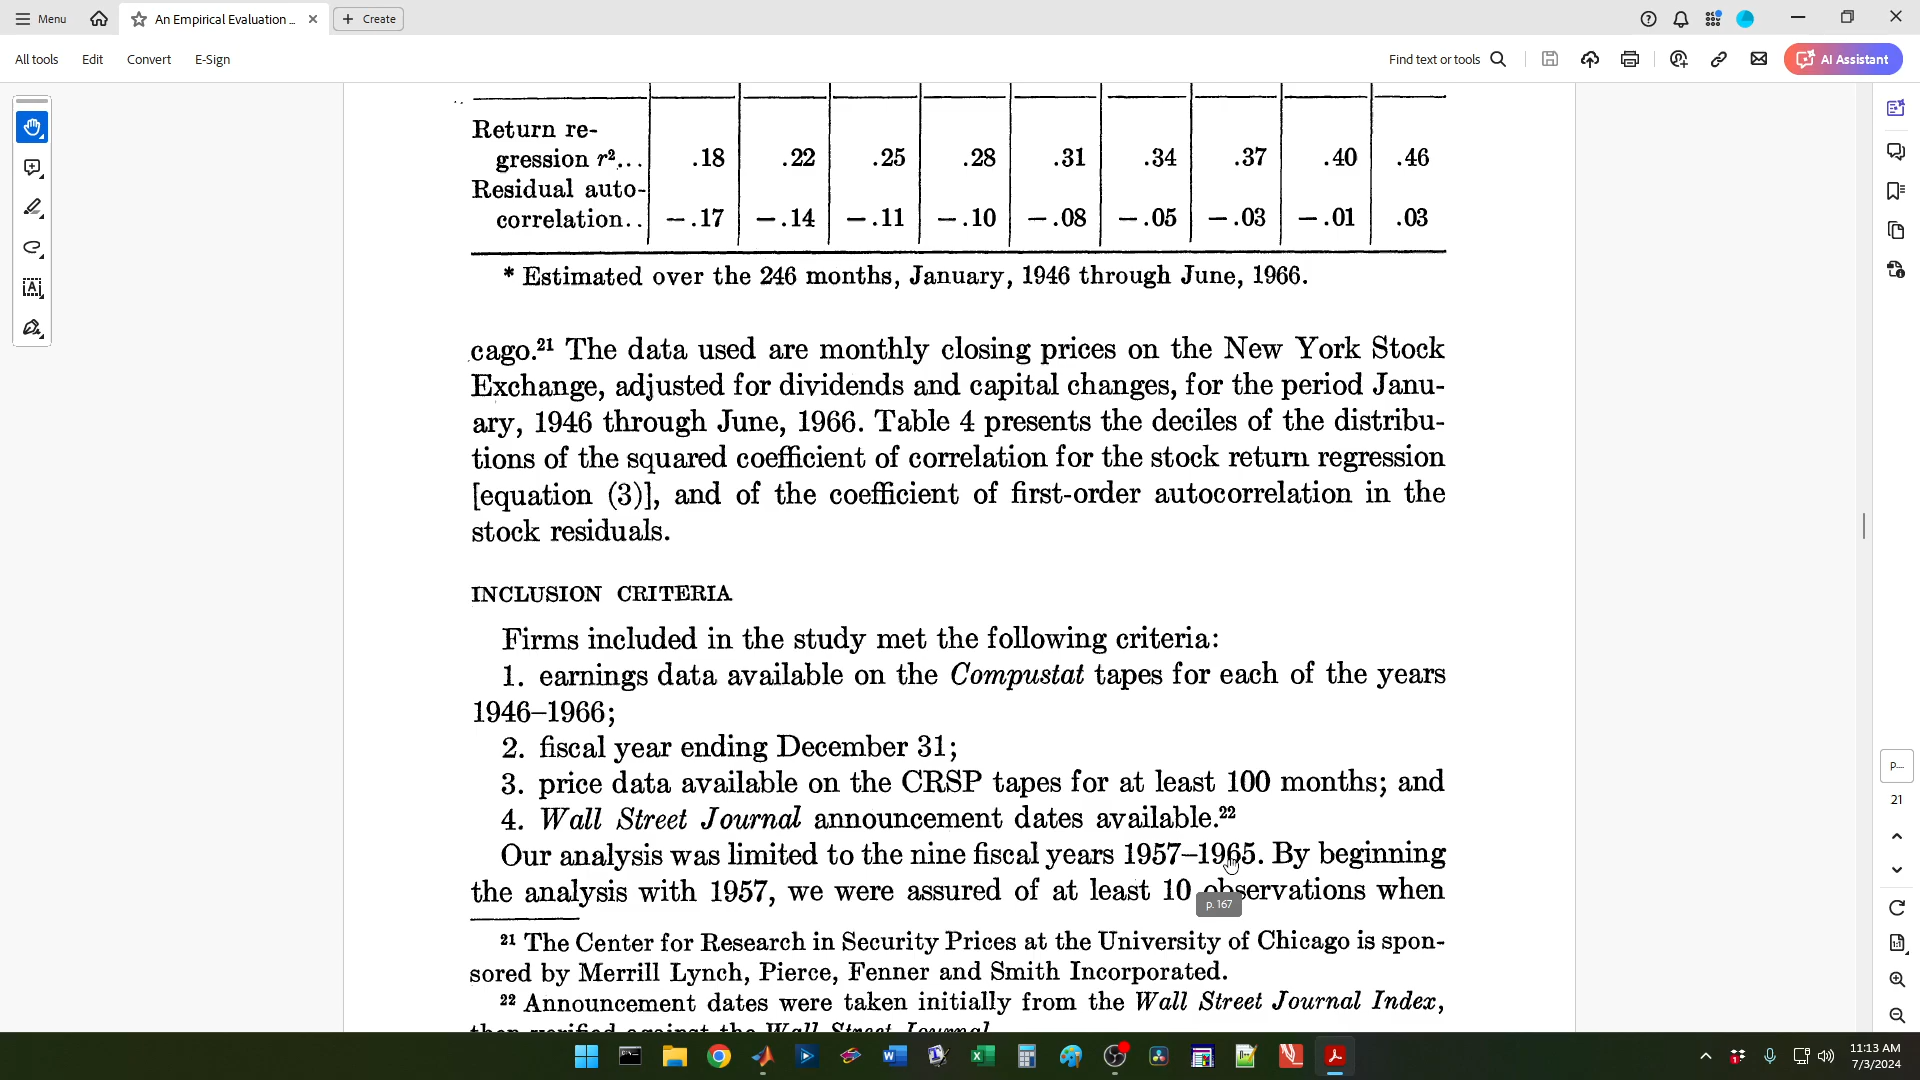 Menu
An Empirical Evaluation ...
Create
All tools
Edit
Convert
E-Sign
Find text or tools
AI Assistant
Return re-
gression r²... .18 .22 .25 .28 .31 .34 .37 .40 .46
Residual auto-
correlation.. −.17 −.14 −.11 −.10 −.08 −.05 −.03 −.01 .03
* Estimated over the 246 months, January, 1946 through June, 1966.
cago.²¹ The data used are monthly closing prices on the New York Stock
Exchange, adjusted for dividends and capital changes, for the period Janu-
ary, 1946 through June, 1966. Table 4 presents the deciles of the distribu-
tions of the squared coefficient of correlation for the stock return regression
[equation (3)], and of the coefficient of first-order autocorrelation in the
stock residuals.
INCLUSION CRITERIA
Firms included in the study met the following criteria:
1. earnings data available on the Compustat tapes for each of the years
1946–1966;
2. fiscal year ending December 31;
3. price data available on the CRSP tapes for at least 100 months; and
4. Wall Street Journal announcement dates available.²²
Our analysis was limited to the nine fiscal years 1957–1965. By beginning
the analysis with 1957, we were assured of at least 10 observations when
p. 167
²¹ The Center for Research in Security Prices at the University of Chicago is spon-
sored by Merrill Lynch, Pierce, Fenner and Smith Incorporated.
²² Announcement dates were taken initially from the Wall Street Journal Index,
then verified against the Wall Street Journal.
P...
21
11:13 AM
7/3/2024